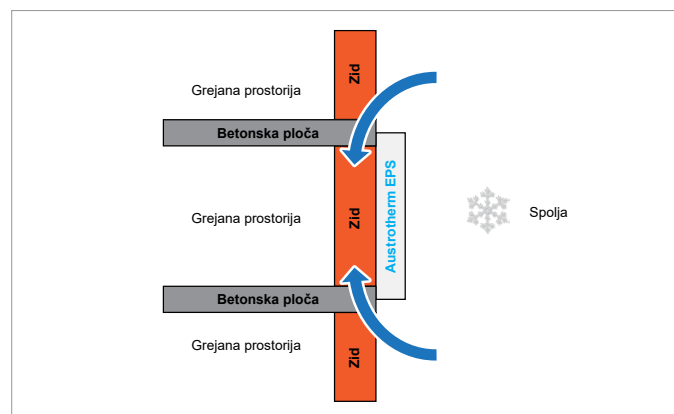 Zid
Grejana prostorija
Betonska ploča
Grejana prostorija
Zid
Austrotherm EPS
Spolja
Betonska ploča
Grejana prostorija
Zid